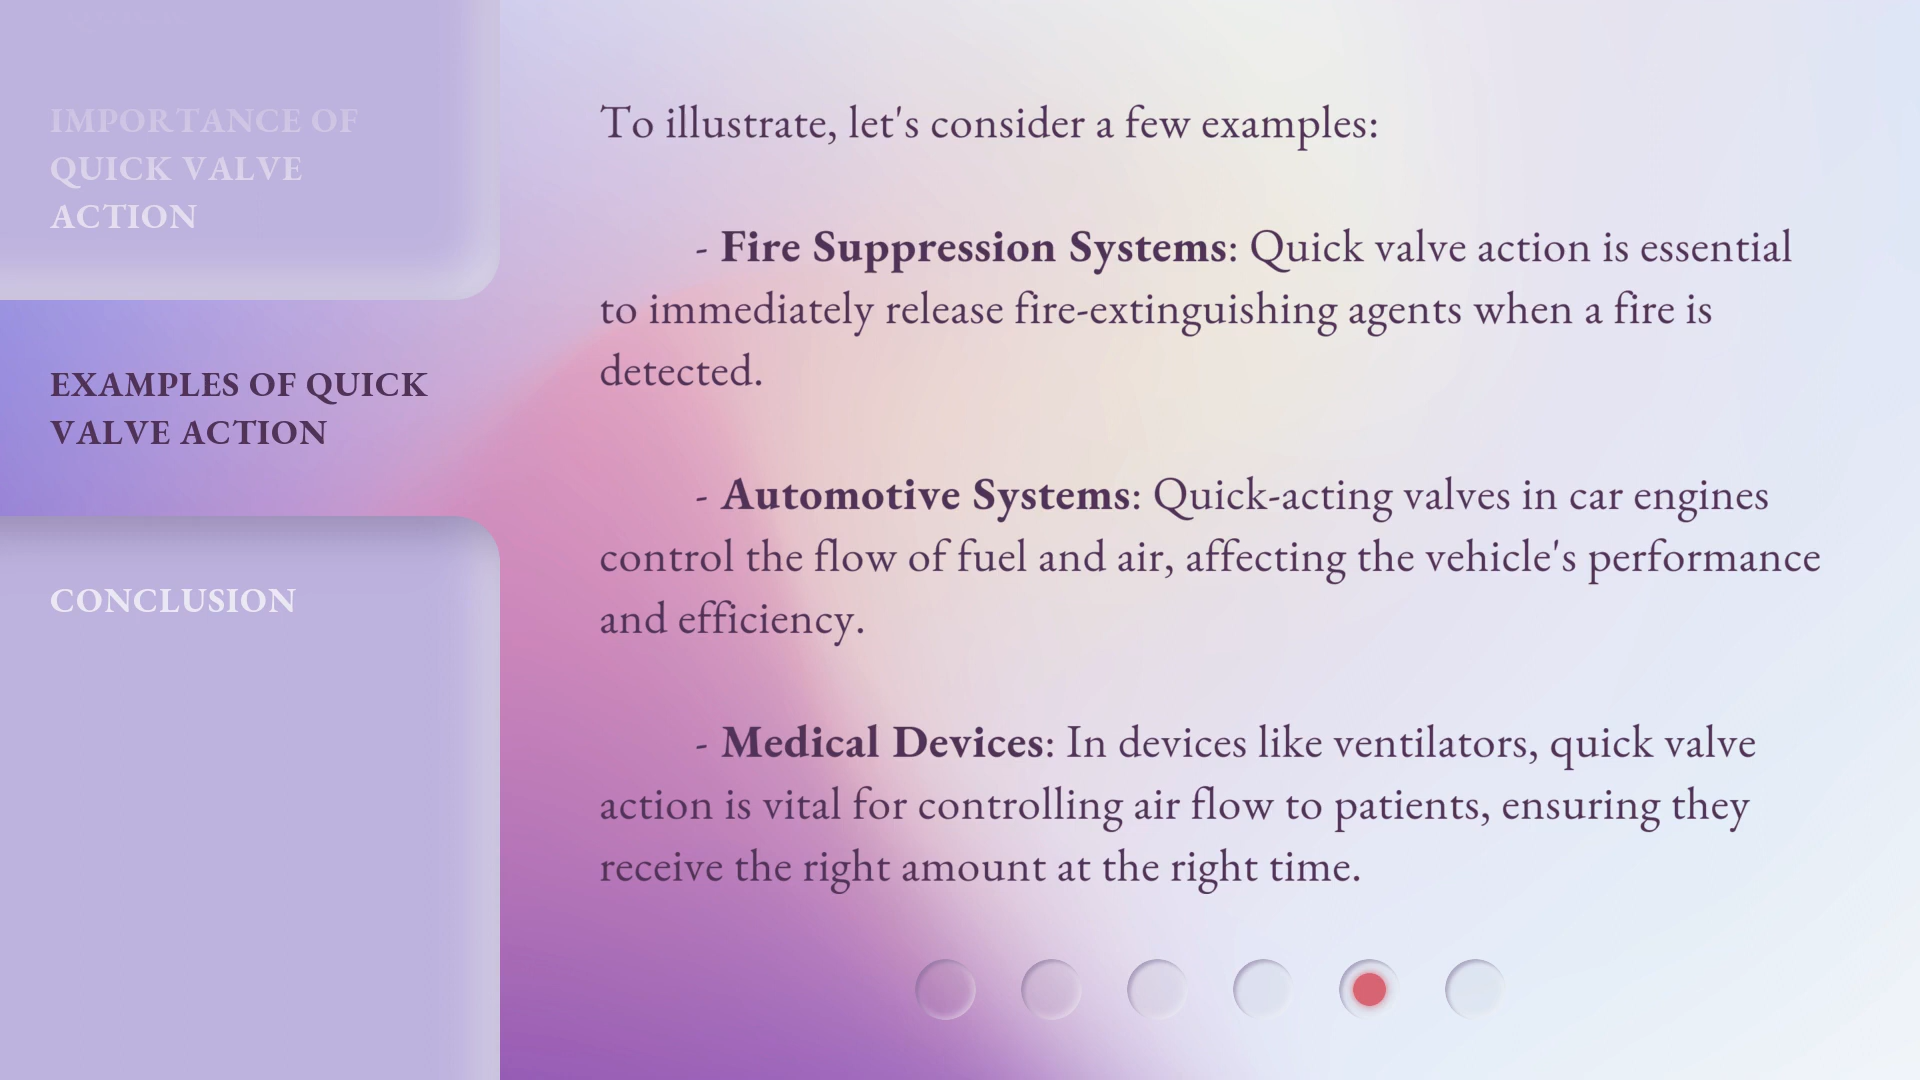 IMPORTANCE OF
QUICK VALVE
ACTION
EXAMPLES OF QUICK
VALVE ACTION
CONCLUSION
To illustrate, let's consider a few examples:
- Fire Suppression Systems: Quick valve action is essential
to immediately release fire-extinguishing agents when a fire is
detected.
- Automotive Systems: Quick-acting valves in car engines
control the flow of fuel and air, affecting the vehicle's performance
and efficiency.
- Medical Devices: In devices like ventilators, quick valve
action is vital for controlling air flow to patients, ensuring they
receive the right amount at the right time.